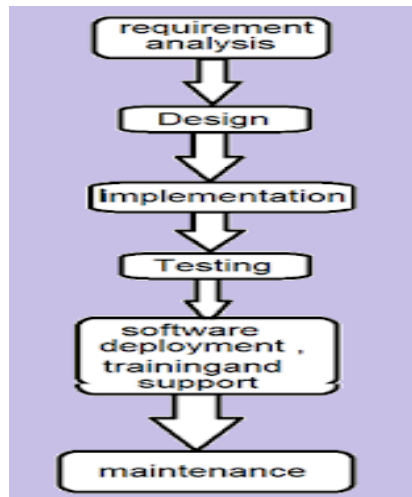 requirement
analysis
Design
Implementation
Testing
software
deployment ,
trainingand
support
maintenance